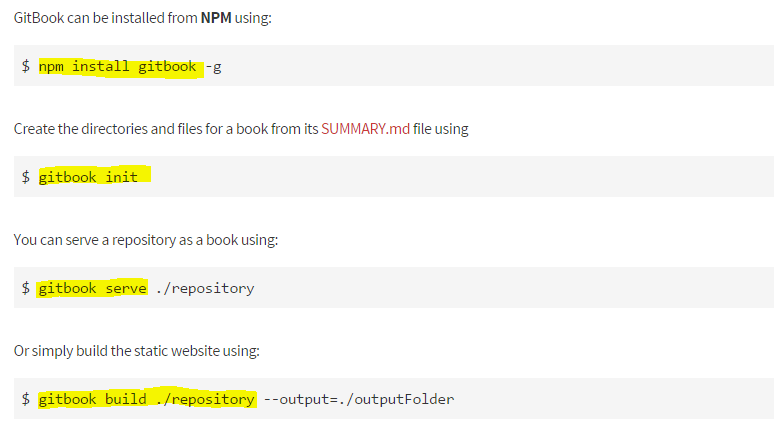 GitBook can be installed from NPM using:
$ npm install gitbook -g
Create the directories and files for a book from its SUMMARY.md file using
$ gitbook init
You can serve a repository as a book using:
$ gitbook serve ./repository
Or simply build the static website using:
$ gitbook build ./repository --output=./outputFolder